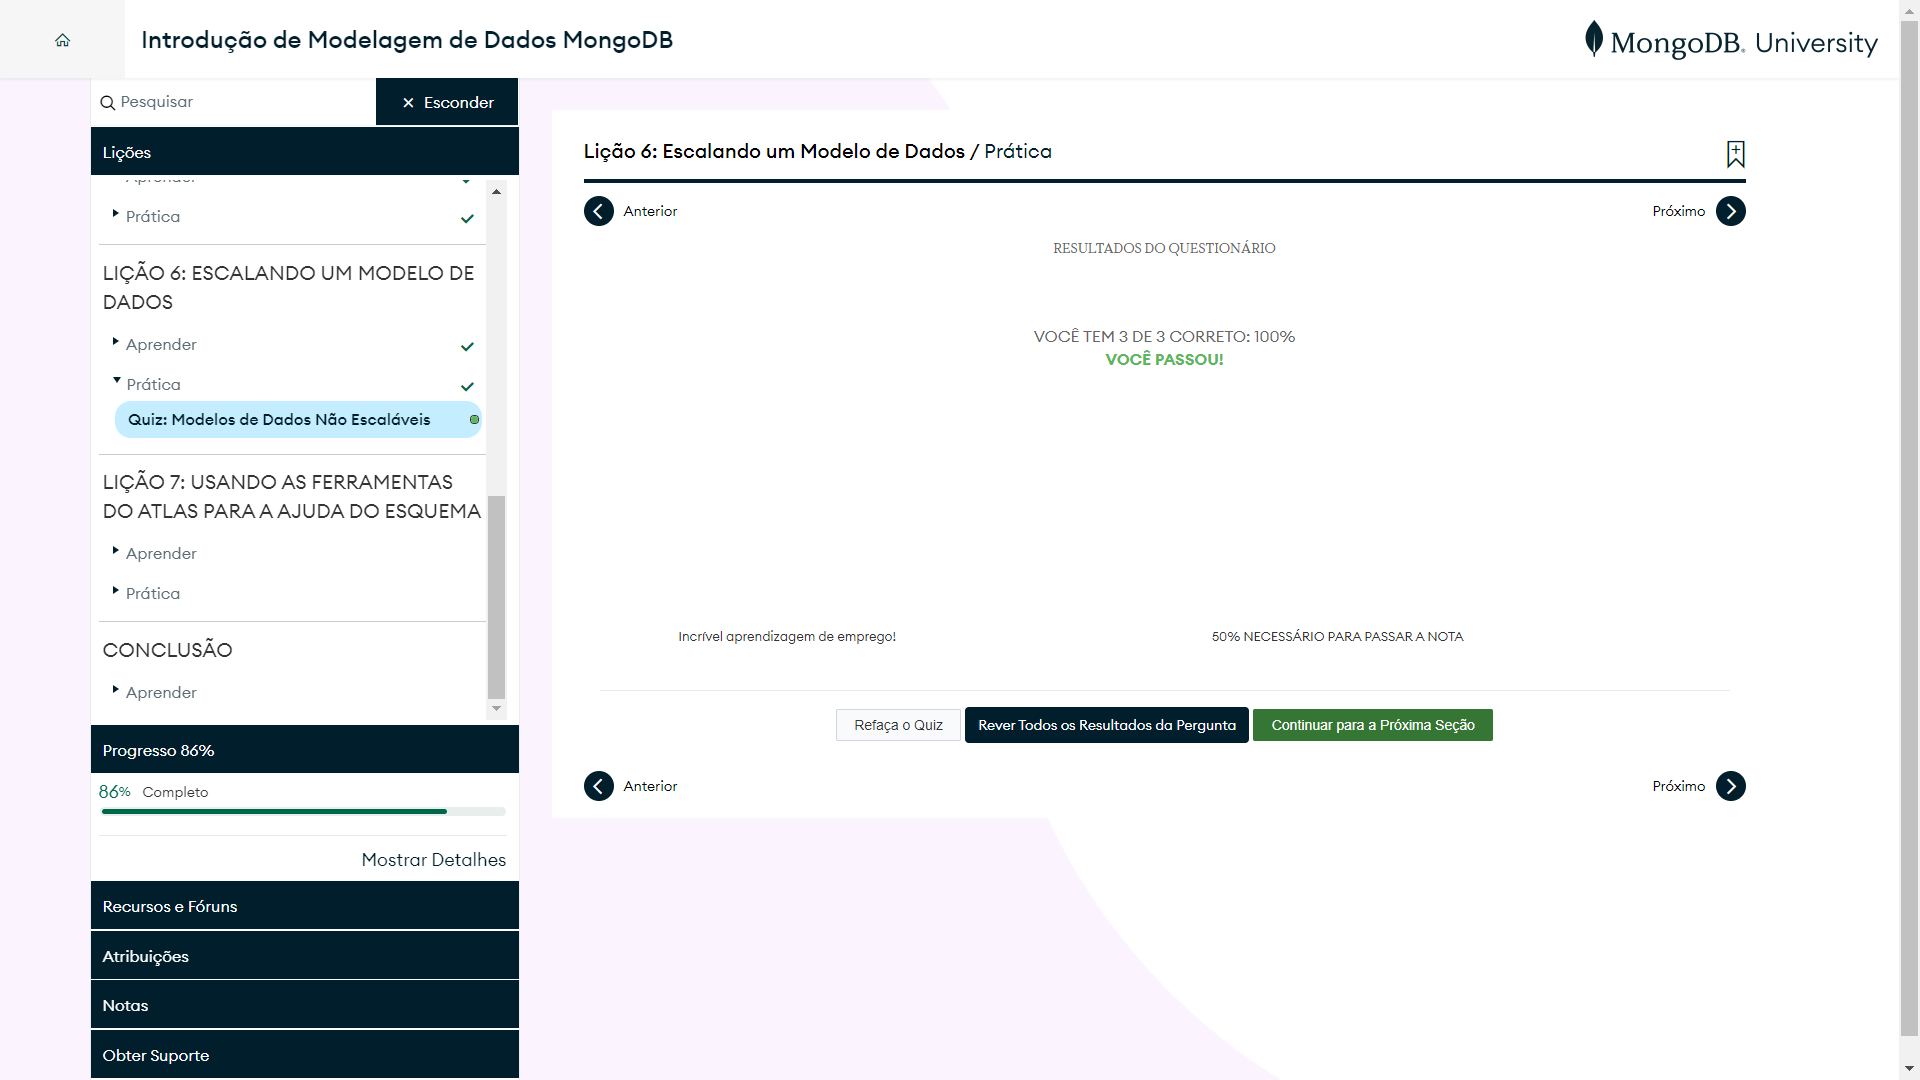 Introdução de Modelagem de Dados MongoDB
MongoDB. University
Pesquisar
× Esconder
Lições
Aprender
Prática
LIÇÃO 6: ESCALANDO UM MODELO DE
DADOS
Aprender
Prática
Quiz: Modelos de Dados Não Escaláveis
LIÇÃO 7: USANDO AS FERRAMENTAS
DO ATLAS PARA A AJUDA DO ESQUEMA
Aprender
Prática
CONCLUSÃO
Aprender
Progresso 86%
86% Completo
Mostrar Detalhes
Recursos e Fóruns
Atribuições
Notas
Obter Suporte
Lição 6: Escalando um Modelo de Dados / Prática
Anterior
Próximo
RESULTADOS DO QUESTIONÁRIO
VOCÊ TEM 3 DE 3 CORRETO: 100%
VOCÊ PASSOU!
Incrível aprendizagem de emprego!
50% NECESSÁRIO PARA PASSAR A NOTA
Refaça o Quiz
Rever Todos os Resultados da Pergunta
Continuar para a Próxima Seção
Anterior
Próximo